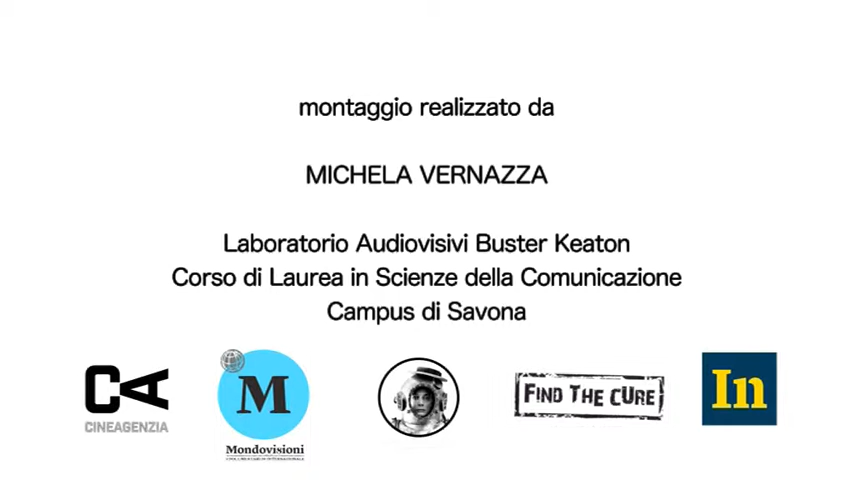 montaggio realizzato da
MICHELA VERNAZZA
Laboratorio Audiovisivi Buster Keaton
Corso di Laurea in Scienze della Comunicazione
Campus di Savona
CA
CINEAGENZIA
M
Mondovisioni
FIND THE CURE
In